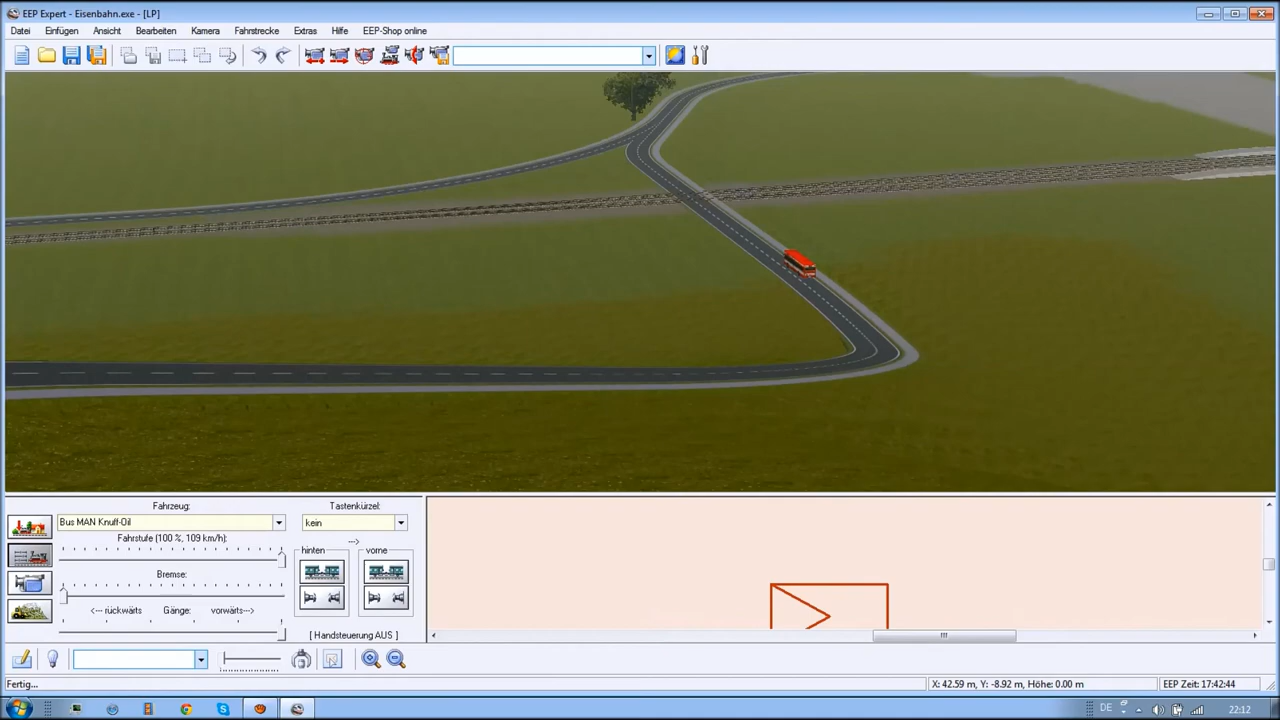 EEP Expert - Eisenbahn.exe - [LP]
Datei Einfügen Ansicht Bearbeiten Kamera Fahrstrecke Extras Hilfe EEP-Shop online
Fahrzeug: Tastenkürzel:
Bus MAN Knuff-Oil kein
Fahrstufe (100 %, 109 km/h): --->
hinten vorne
Bremse:
<--- rückwärts Gänge: vorwärts--->
[ Handsteuerung AUS ]
Fertig... X: 42.59 m, Y: -8.92 m, Höhe: 0.00 m EEP Zeit: 17:42:44
DE 22:12